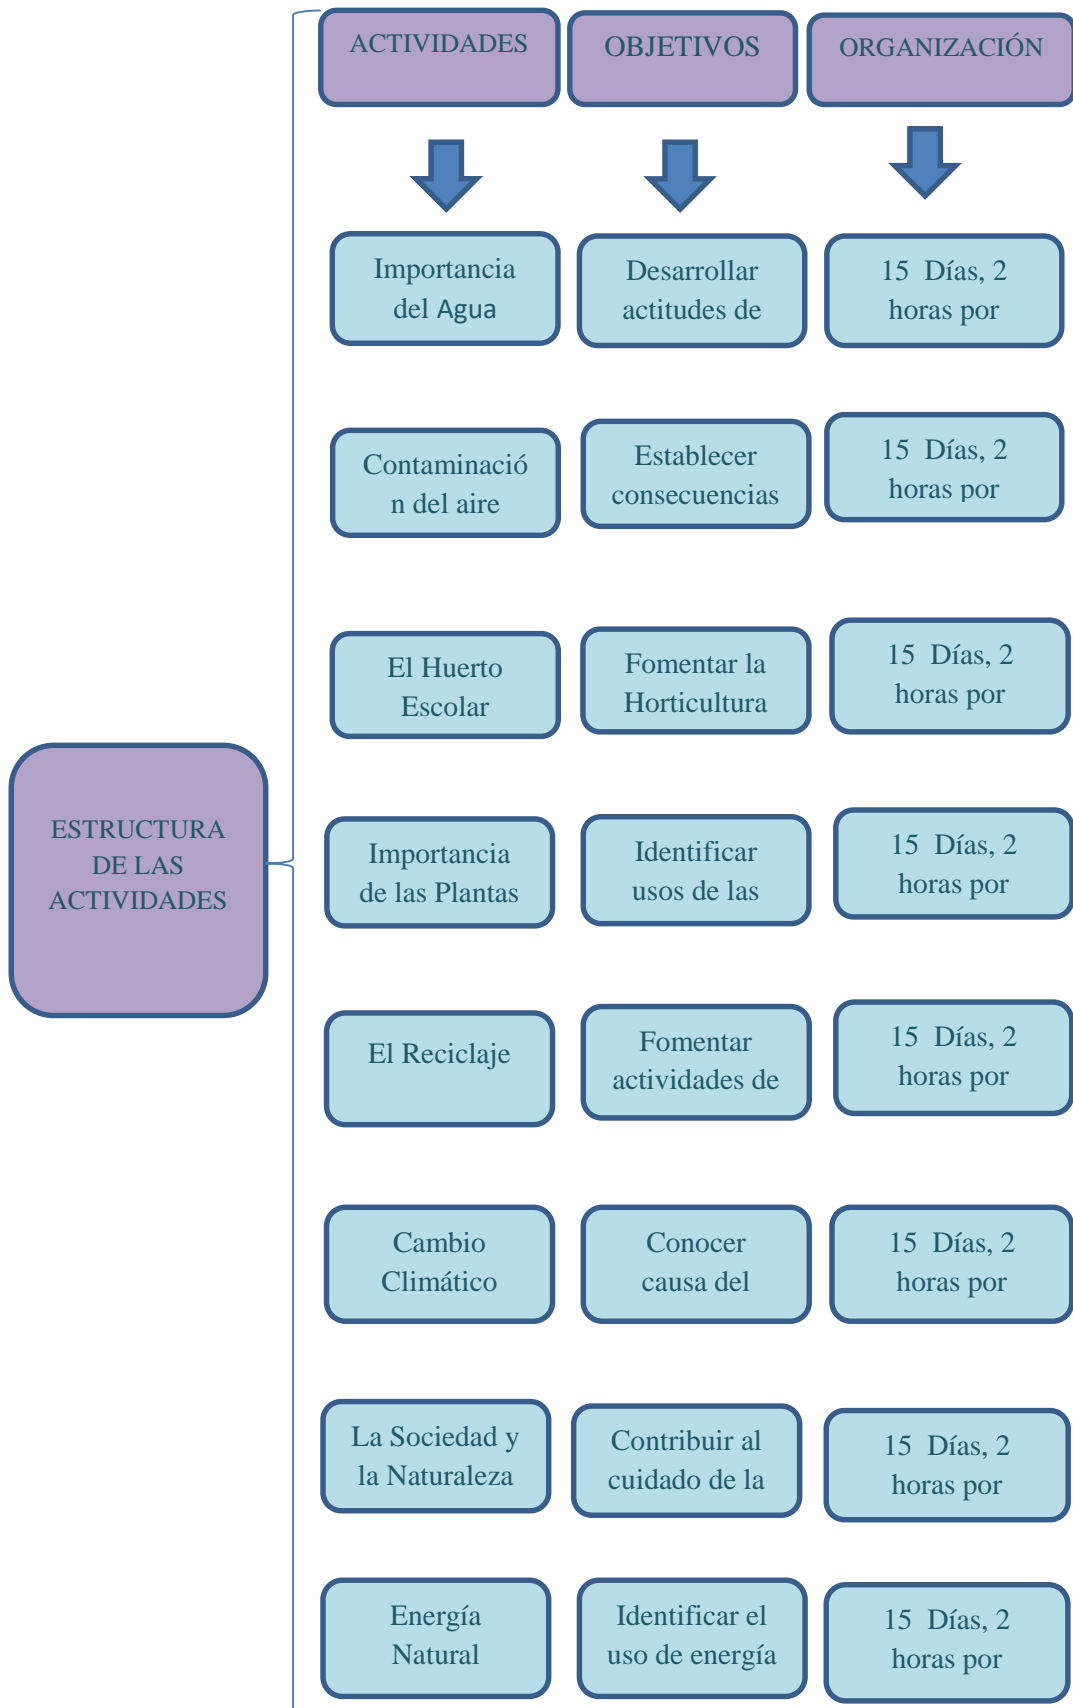 ACTIVIDADES
OBJETIVOS
ORGANIZACIÓN
Importancia
del Agua
Desarrollar
actitudes de
15 Días, 2
horas por
Contaminació
n del aire
Establecer
consecuencias
15 Días, 2
horas por
El Huerto
Escolar
Fomentar la
Horticultura
15 Días, 2
horas por
ESTRUCTURA
DE LAS
ACTIVIDADES
Importancia
de las Plantas
Identificar
usos de las
15 Días, 2
horas por
El Reciclaje
Fomentar
actividades de
15 Días, 2
horas por
Cambio
Climático
Conocer
causa del
15 Días, 2
horas por
La Sociedad y
la Naturaleza
Contribuir al
cuidado de la
15 Días, 2
horas por
Energía
Natural
Identificar el
uso de energía
15 Días, 2
horas por